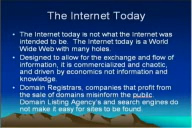 The Internet Today
• The Internet today is not what the Internet was
intended to be. The Internet today is a World
Wide Web with many holes.
• Designed to allow for the exchange and flow of
information, it is commercialized and chaotic,
and driven by economics not information and
knowledge.
• Domain Registrars, companies that profit from
the sale of domains misinform the public
Domain Listing Agency's and search engines do
not make it easy for sites to be found.